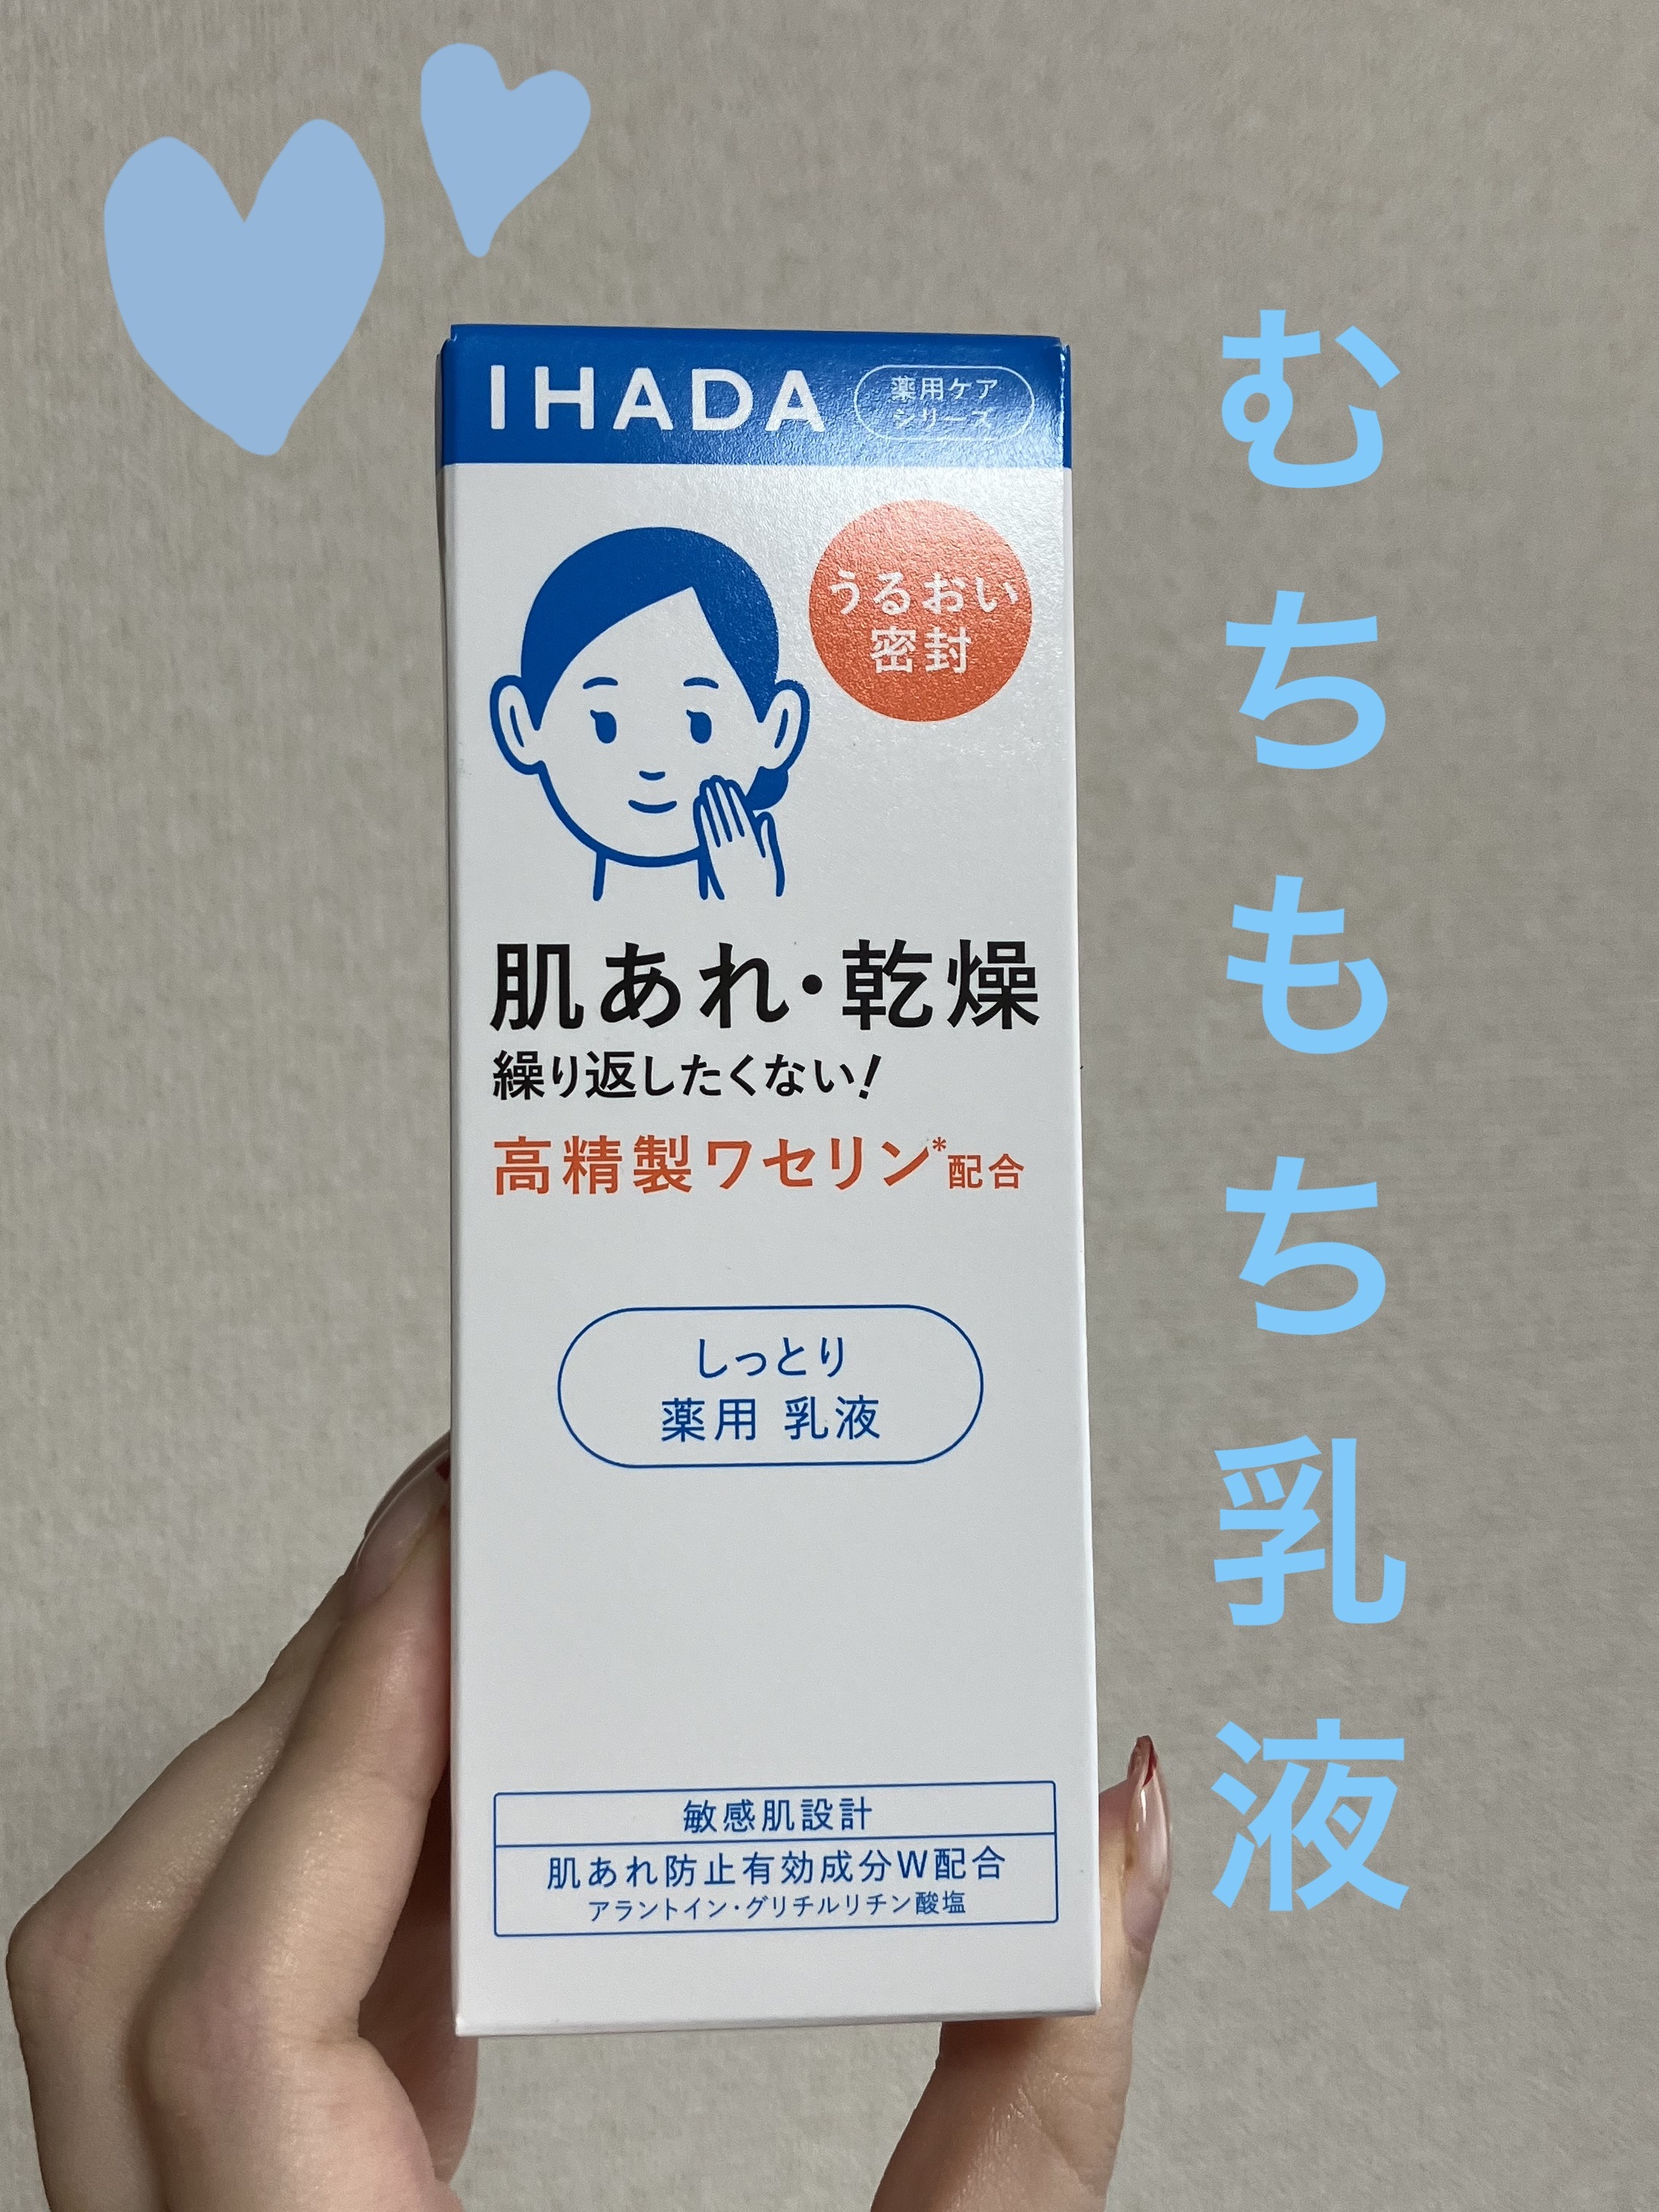 IHADA
薬用ケア
シリーズ
うるおい
密封
肌あれ・乾燥
繰り返したくない!
高精製ワセリン*配合
しっとり
薬用 乳液
敏感肌設計
肌あれ防止有効成分W配合
アラントイン・グリチルリチン酸塩
むちもち乳液